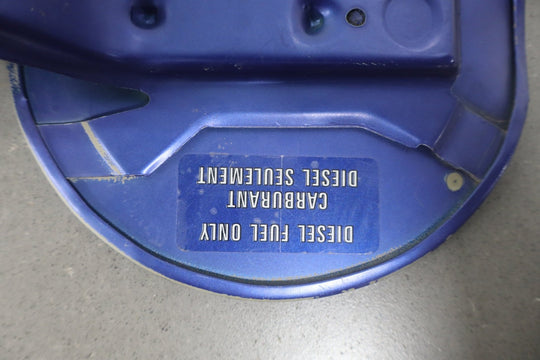 DIESEL FUEL ONLY
CARBURANT
DIESEL SEULEMENT